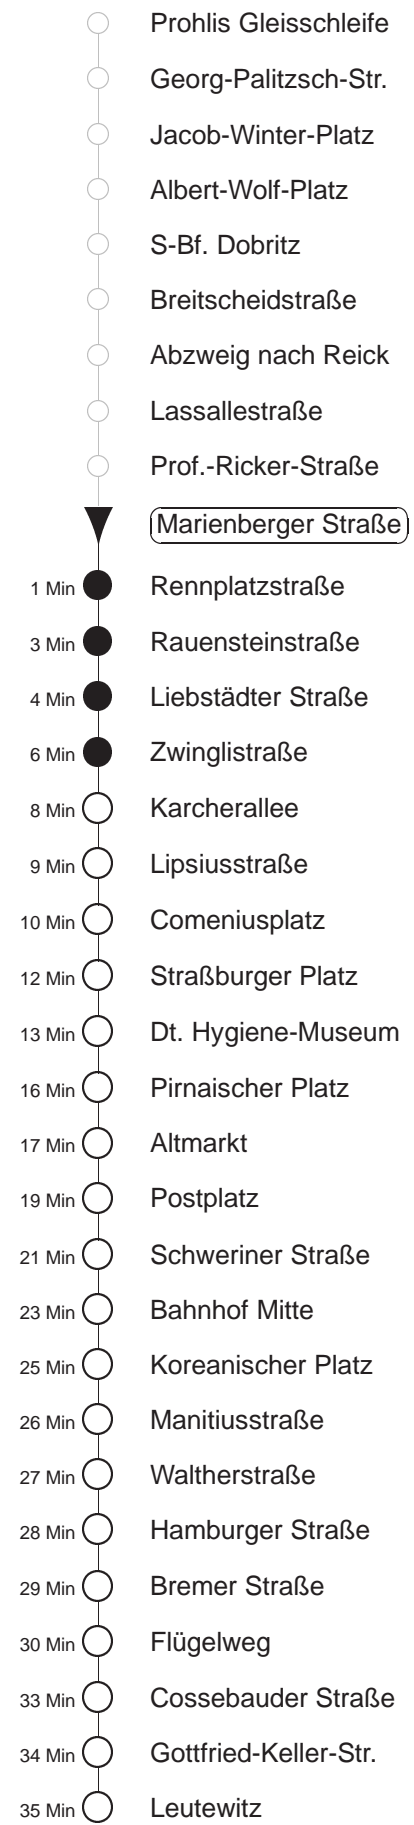 Prohlis Gleisschleife
Georg-Palitzsch-Str.
Jacob-Winter-Platz
Albert-Wolf-Platz
S-Bf. Dobritz
Breitscheidstraße
Abzweig nach Reick
Lassallestraße
Prof.-Ricker-Straße
Marienberger Straße
1 Min Rennplatzstraße
3 Min Rauensteinstraße
4 Min Liebstädter Straße
6 Min Zwinglistraße
8 Min Karcherallee
9 Min Lipsiusstraße
10 Min Comeniusplatz
12 Min Straßburger Platz
13 Min Dt. Hygiene-Museum
16 Min Pirnaischer Platz
17 Min Altmarkt
19 Min Postplatz
21 Min Schweriner Straße
23 Min Bahnhof Mitte
25 Min Koreanischer Platz
26 Min Manitiusstraße
27 Min Waltherstraße
28 Min Hamburger Straße
29 Min Bremer Straße
30 Min Flügelweg
33 Min Cossebauder Straße
34 Min Gottfried-Keller-Str.
35 Min Leutewitz